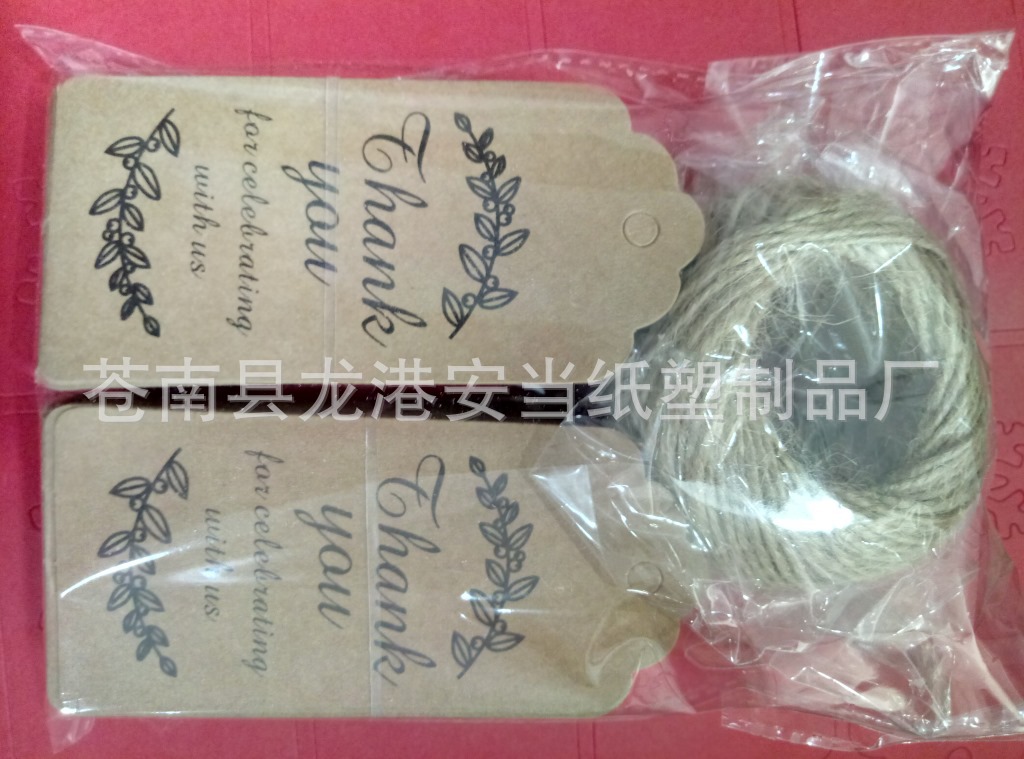 Thank
you
for celebrating
with us
苍南县龙港安当纸塑制品厂
Thank
you
for celebrating
with us